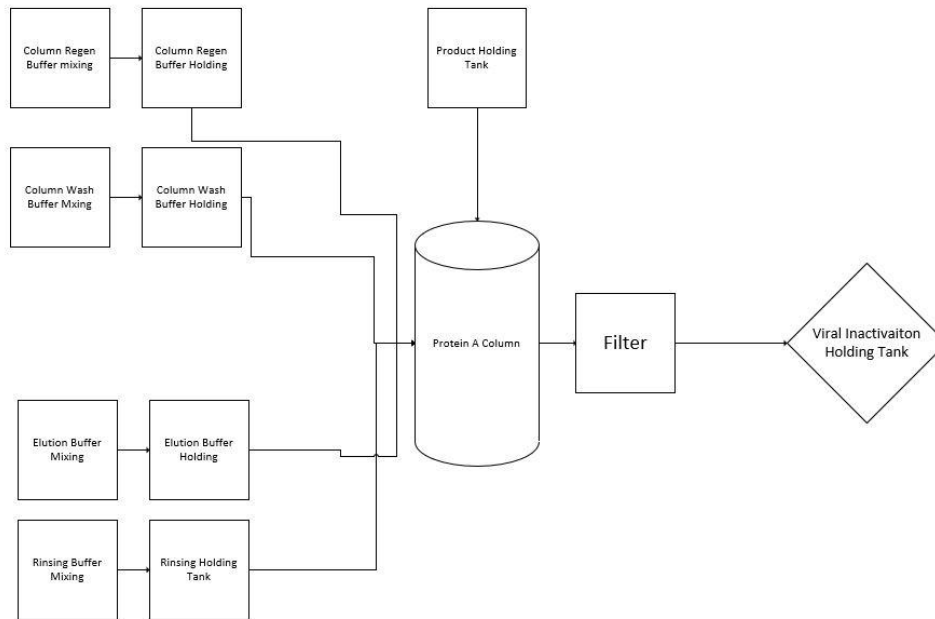 Column Regen
Buffer mixing
Column Regen
Buffer Holding
Product Holding
Tank
Column Wash
Buffer Mxing
Column Wash
Buffer Holding
Protein A Column
Filter
Viral Inactivaiton
Holding Tank
Elution Buffer
Mixing
Elution Buffer
Holding
Rinsing Buffer
Mixing
Rinsing Holding
Tank